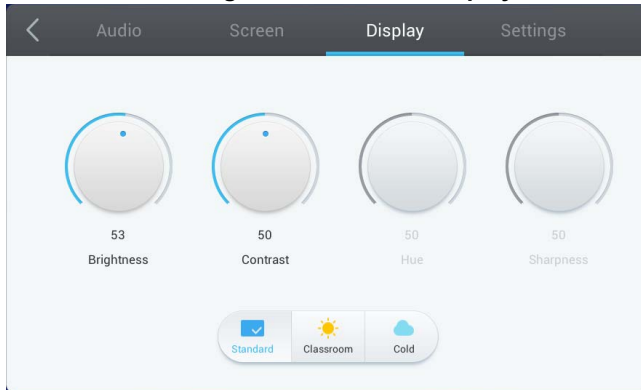 Audio Screen Display Settings
53 50 50 50
Brightness Contrast Hue Sharpness
Standard Classroom Cold